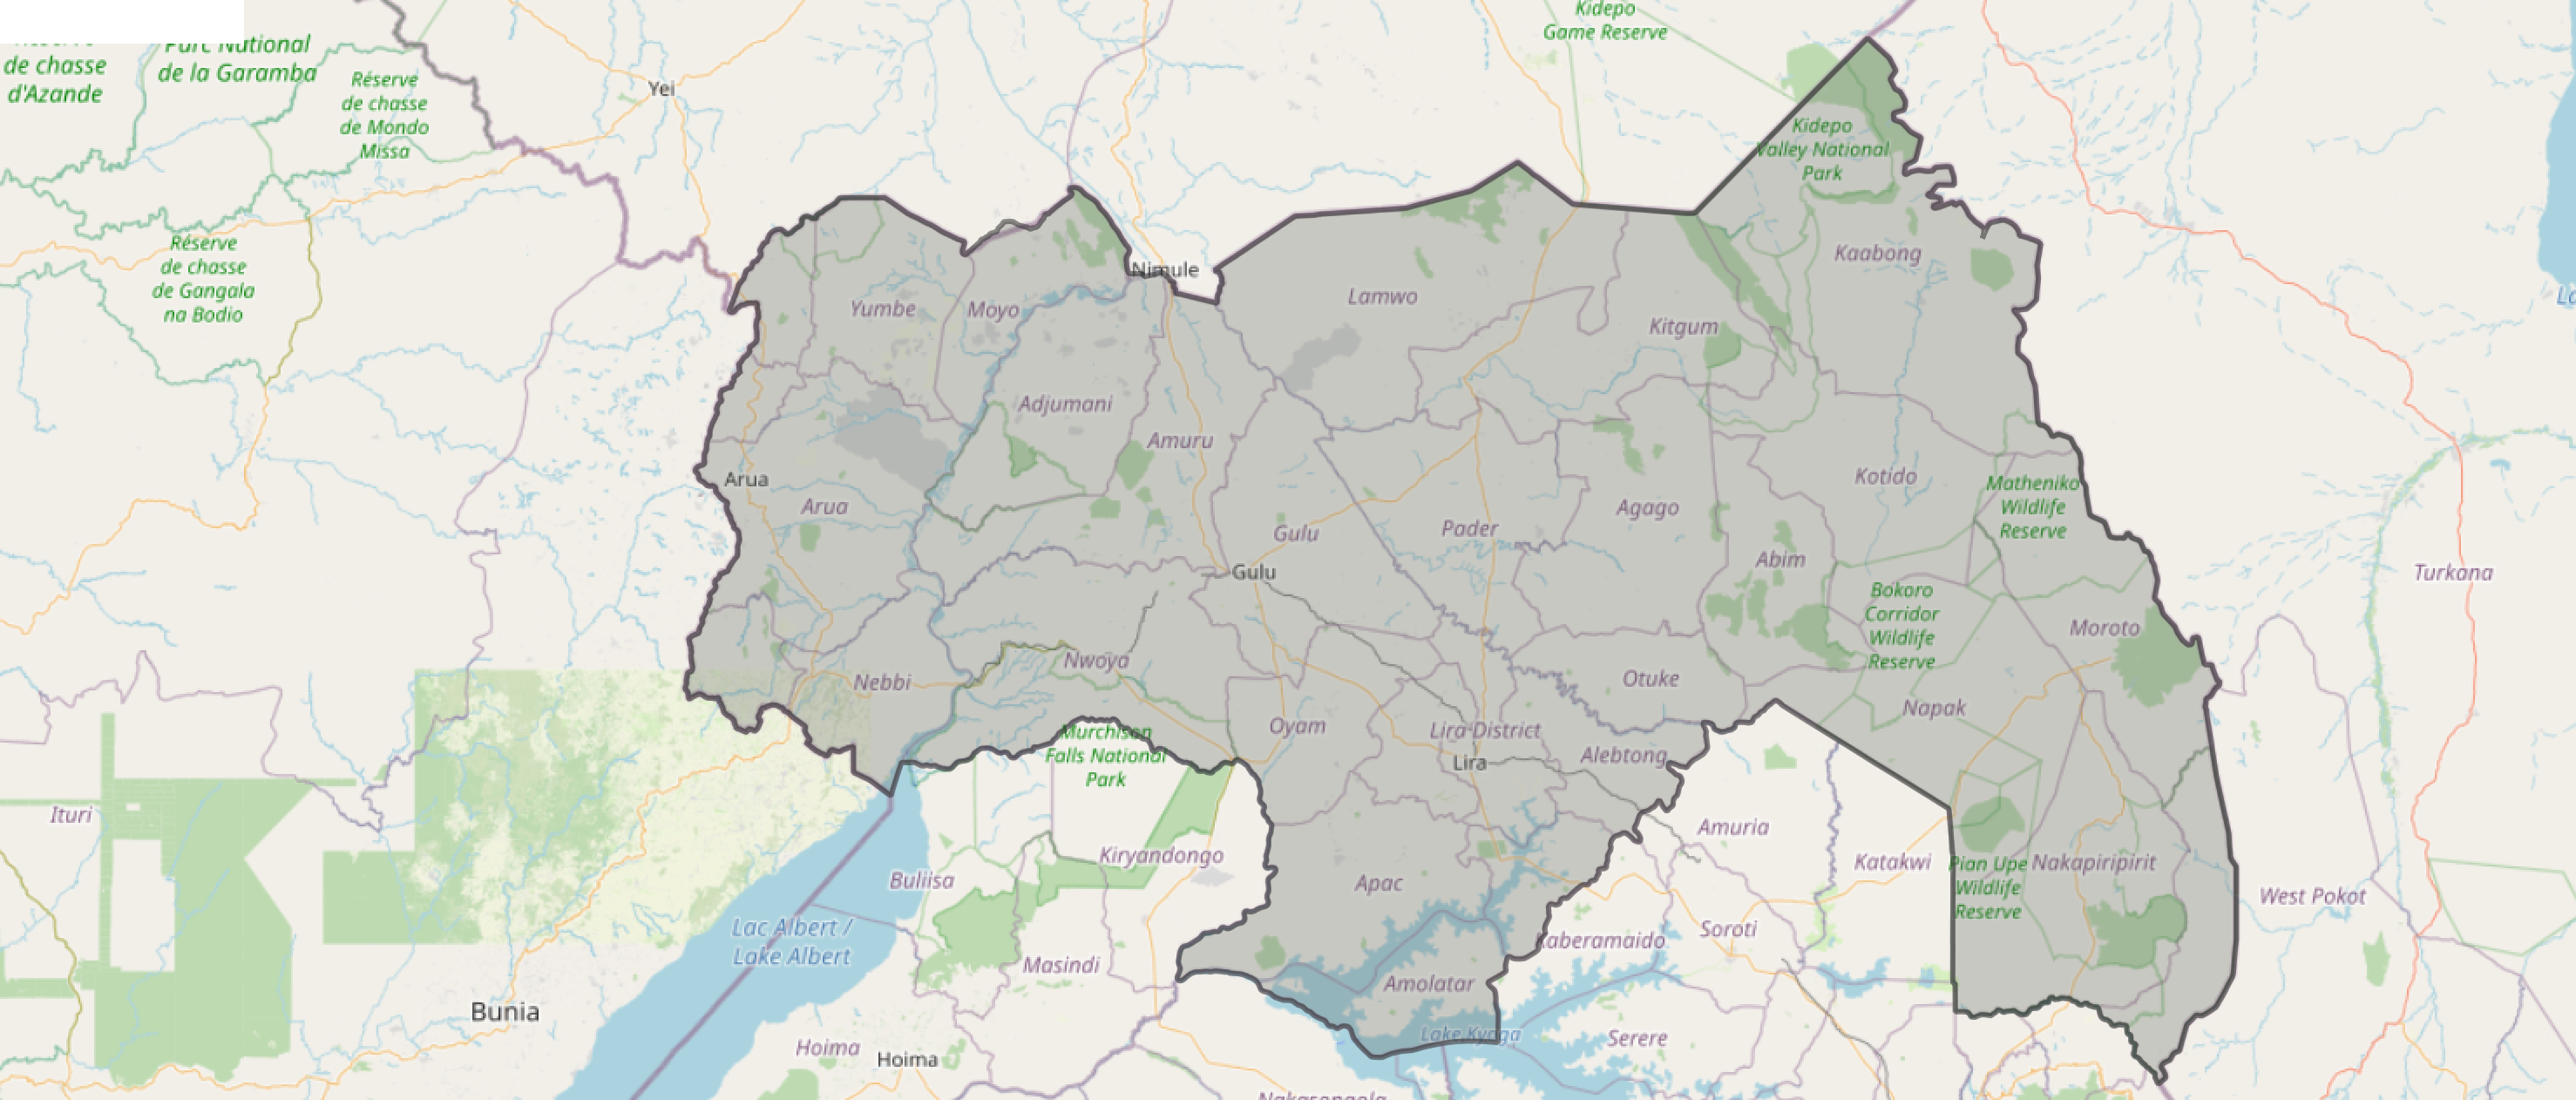 Kidepo
Game Reserve
de chasse
d'Azande
Parc National
de la Garamba
Réserve
de chasse
de Mondo
Missa
Yei
Kidepo
Valley National
Park
Réserve
de chasse
de Gangala
na Bodio
Nimule
Kaabong
Yumbe
Moyo
Lamwo
Kitgum
Adjumani
Amuru
Arua
Arua
Kotido
Matheniko
Wildlife
Reserve
Gulu
Pader
Agago
Abim
Gulu
Turkana
Bokoro
Corridor
Wildlife
Reserve
Moroto
Nwoya
Nebbi
Otuke
Napak
Oyam
Lira District
Lira
Alebtong
Murchison
Falls National
Park
Ituri
Amuria
Kiryandongo
Katakwi
Pian Upe
Wildlife
Reserve
Nakapiripirit
Buliisa
Apac
West Pokot
Lac Albert /
Lake Albert
Kaberamaido
Soroti
Masindi
Amolatar
Bunia
Lake Kyoga
Serere
Hoima
Hoima
Nakasongola